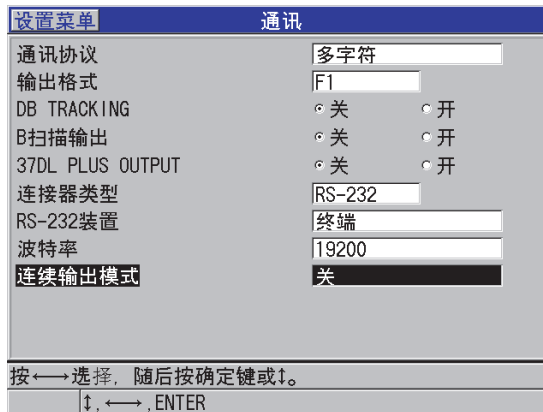 设置菜单 通讯
通讯协议 多字符
输出格式 F1
DB TRACKING 关 开
B扫描输出 关 开
37DL PLUS OUTPUT 关 开
连接器类型 RS-232
RS-232装置 终端
波特率 19200
连续输出模式 关
按←→选择, 随后按确定键或↕。
↕,←→,ENTER